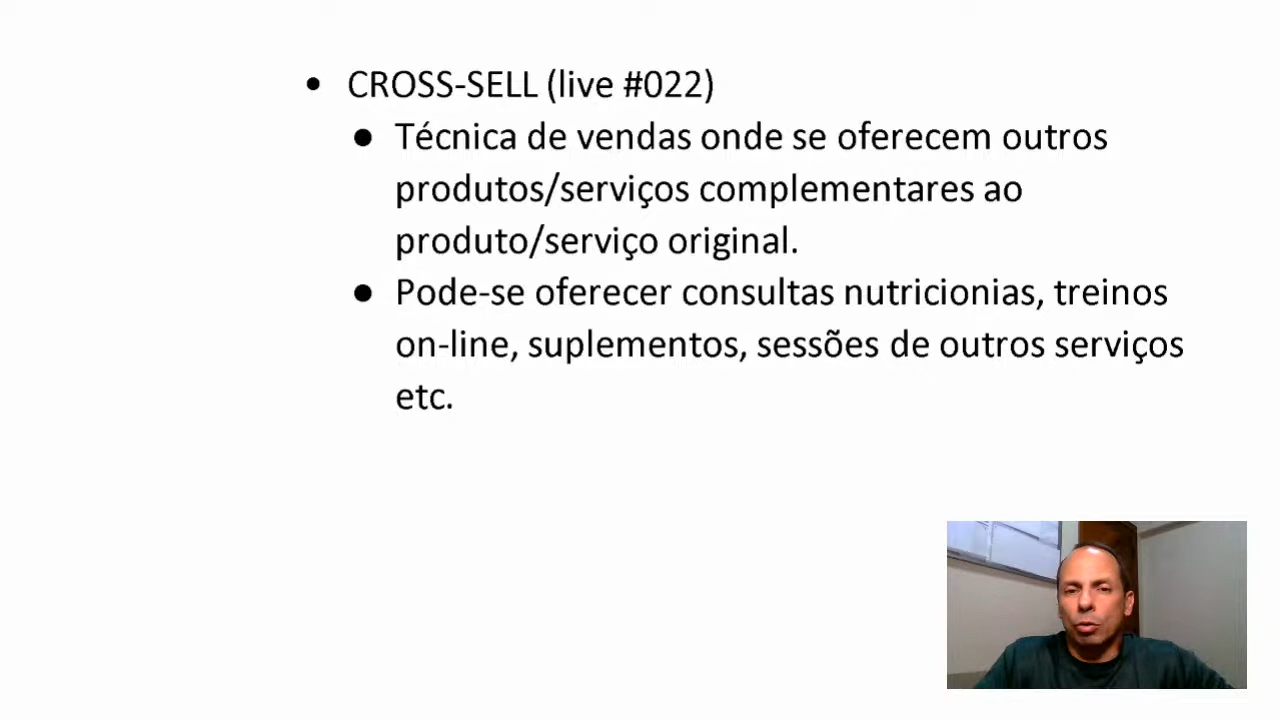 • CROSS-SELL (live #022)
● Técnica de vendas onde se oferecem outros
produtos/serviços complementares ao
produto/serviço original.
● Pode-se oferecer consultas nutricionias, treinos
on-line, suplementos, sessões de outros serviços
etc.